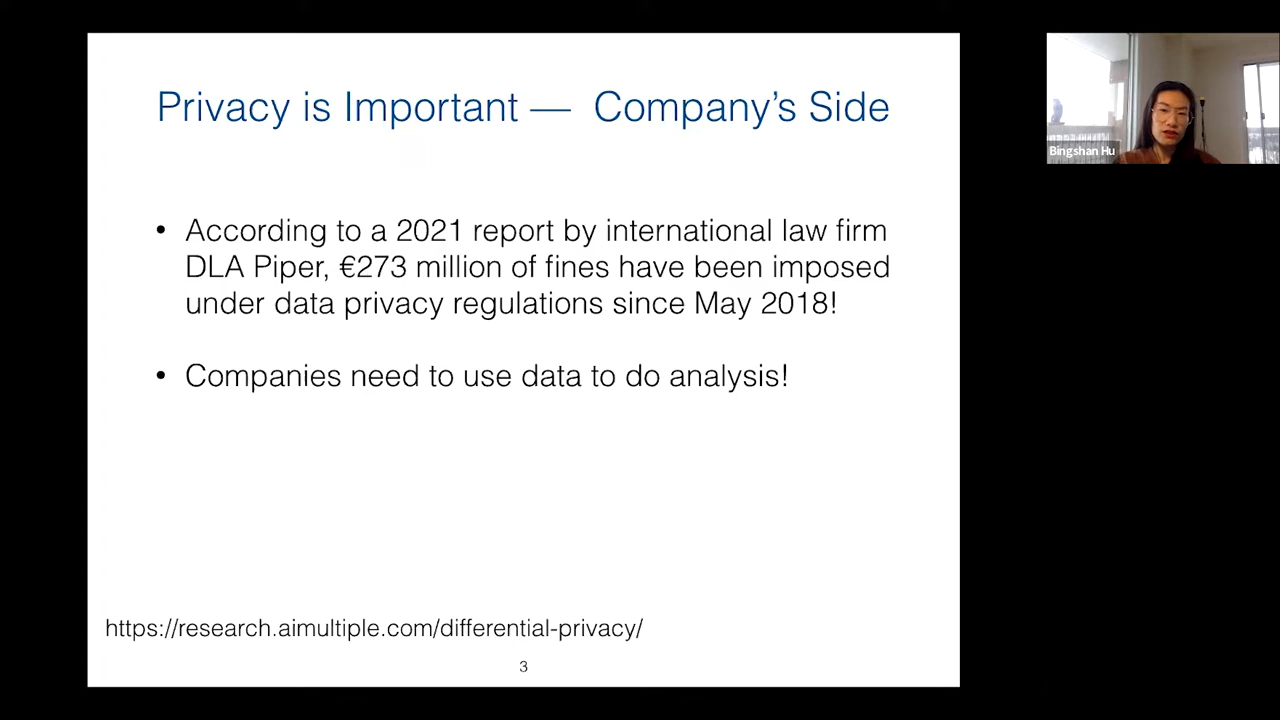 Privacy is Important — Company's Side
Bingshan Hu
• According to a 2021 report by international law firm
DLA Piper, €273 million of fines have been imposed
under data privacy regulations since May 2018!
• Companies need to use data to do analysis!
https://research.aimultiple.com/differential-privacy/
3